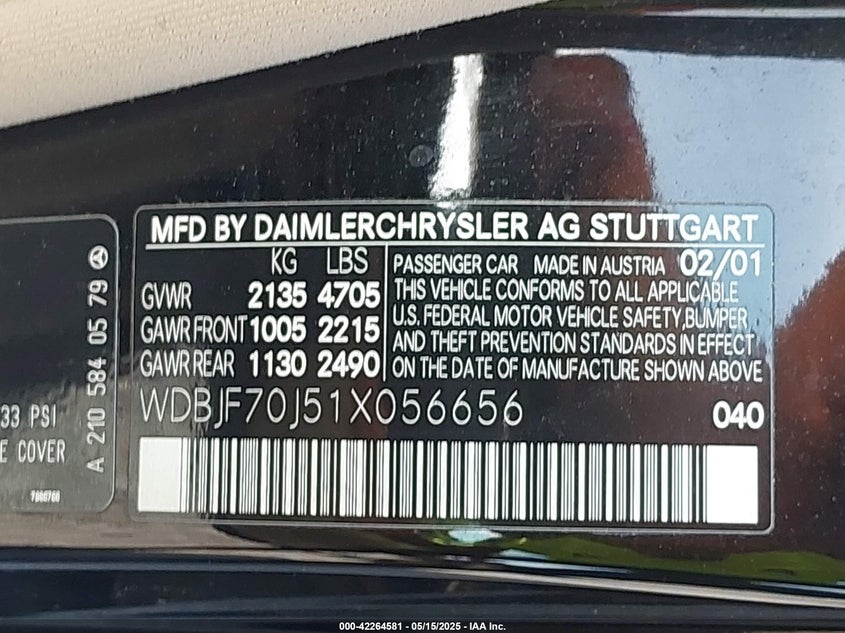 MFD BY DAIMLERCHRYSLER AG STUTTGART
KG LBS
GVWR 2135 4705
GAWR FRONT 1005 2215
GAWR REAR 1130 2490
PASSENGER CAR MADE IN AUSTRIA 02/01
THIS VEHICLE CONFORMS TO ALL APPLICABLE
U.S. FEDERAL MOTOR VEHICLE SAFETY, BUMPER
AND THEFT PREVENTION STANDARDS IN EFFECT
ON THE DATE OF MANUFACTURE SHOWN ABOVE
WDBJF70J51X056656 040
33 PSI
E COVER
A 210 584 05 79
000-42264581 - 05/15/2025 - IAA Inc.